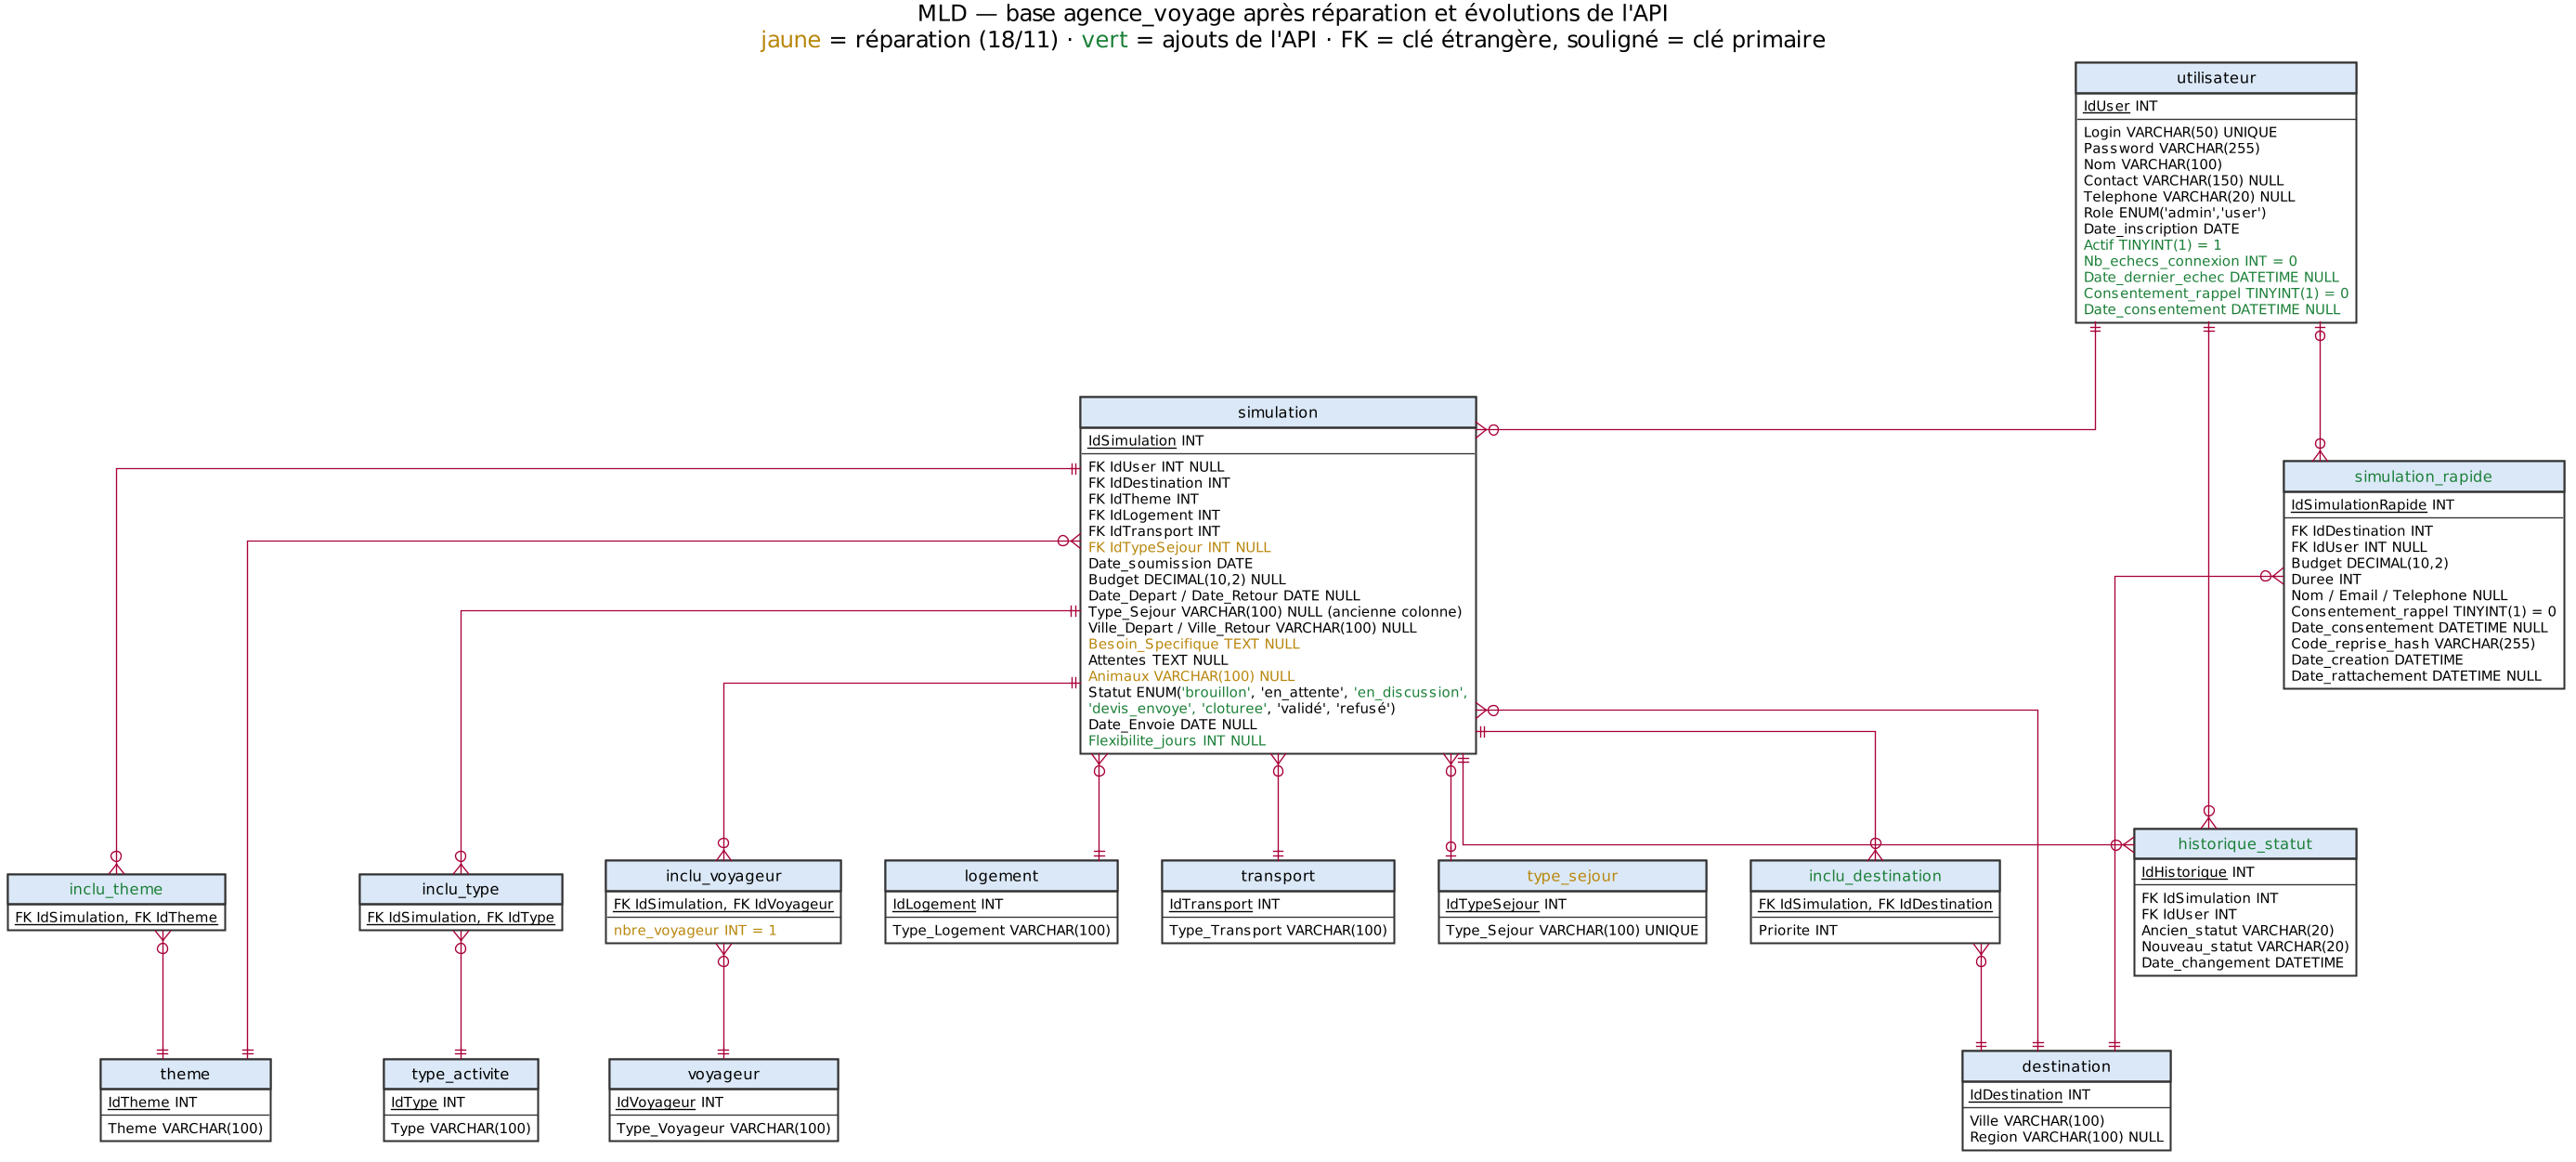 MLD — base agence_voyage après réparation et évolutions de l'API
jaune = réparation (18/11) · vert = ajouts de l'API · FK = clé étrangère, souligné = clé primaire
utilisateur
IdUser INT
Login VARCHAR(50) UNIQUE
Password VARCHAR(255)
Nom VARCHAR(100)
Contact VARCHAR(150) NULL
Telephone VARCHAR(20) NULL
Role ENUM('admin','user')
Date_inscription DATE
Actif TINYINT(1) = 1
Nb_echecs_connexion INT = 0
Date_dernier_echec DATETIME NULL
Consentement_rappel TINYINT(1) = 0
Date_consentement DATETIME NULL
simulation
IdSimulation INT
FK IdUser INT NULL
FK IdDestination INT
FK IdTheme INT
FK IdLogement INT
FK IdTransport INT
FK IdTypeSejour INT NULL
Date_soumission DATE
Budget DECIMAL(10,2) NULL
Date_Depart / Date_Retour DATE NULL
Type_Sejour VARCHAR(100) NULL (ancienne colonne)
Ville_Depart / Ville_Retour VARCHAR(100) NULL
Besoin_Specifique TEXT NULL
Attentes TEXT NULL
Animaux VARCHAR(100) NULL
Statut ENUM('brouillon', 'en_attente', 'en_discussion',
'devis_envoye', 'cloturee', 'validé', 'refusé')
Date_Envoie DATE NULL
Flexibilite_jours INT NULL
simulation_rapide
IdSimulationRapide INT
FK IdDestination INT
FK IdUser INT NULL
Budget DECIMAL(10,2)
Duree INT
Nom / Email / Telephone NULL
Consentement_rappel TINYINT(1) = 0
Date_consentement DATETIME NULL
Code_reprise_hash VARCHAR(255)
Date_creation DATETIME
Date_rattachement DATETIME NULL
inclu_theme
FK IdSimulation, FK IdTheme
inclu_type
FK IdSimulation, FK IdType
inclu_voyageur
FK IdSimulation, FK IdVoyageur
nbre_voyageur INT = 1
logement
IdLogement INT
Type_Logement VARCHAR(100)
transport
IdTransport INT
Type_Transport VARCHAR(100)
type_sejour
IdTypeSejour INT
Type_Sejour VARCHAR(100) UNIQUE
inclu_destination
FK IdSimulation, FK IdDestination
Priorite INT
historique_statut
IdHistorique INT
FK IdSimulation INT
FK IdUser INT
Ancien_statut VARCHAR(20)
Nouveau_statut VARCHAR(20)
Date_changement DATETIME
theme
IdTheme INT
Theme VARCHAR(100)
type_activite
IdType INT
Type VARCHAR(100)
voyageur
IdVoyageur INT
Type_Voyageur VARCHAR(100)
destination
IdDestination INT
Ville VARCHAR(100)
Region VARCHAR(100) NULL